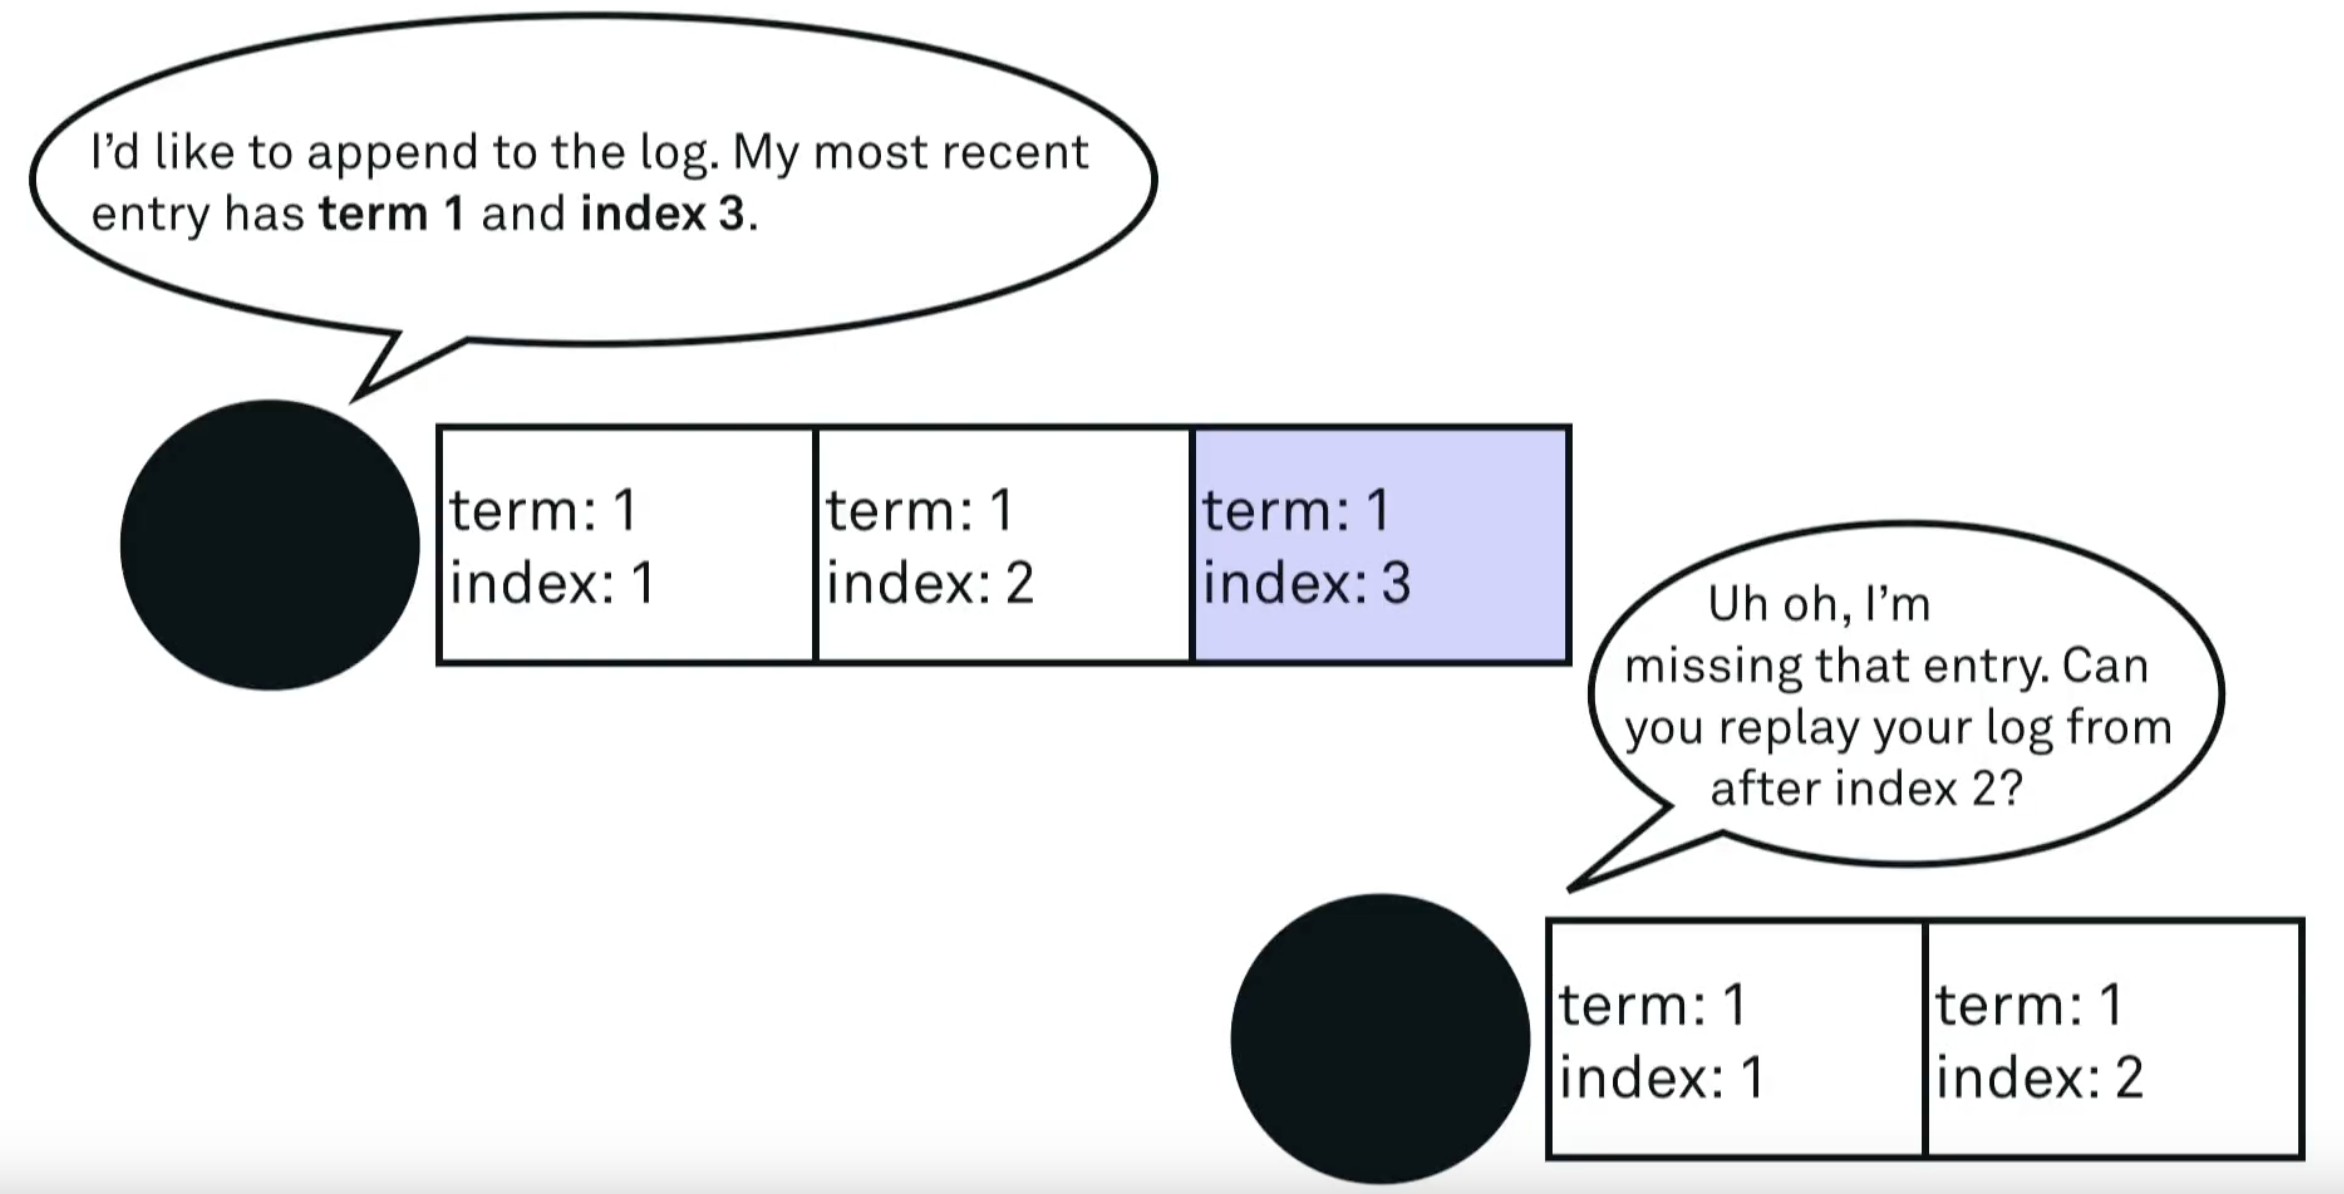 I’d like to append to the log. My most recent
entry has term 1 and index 3.
term: 1
index: 1
term: 1
index: 2
term: 1
index: 3
Uh oh, I’m
missing that entry. Can
you replay your log from
after index 2?
term: 1
index: 1
term: 1
index: 2